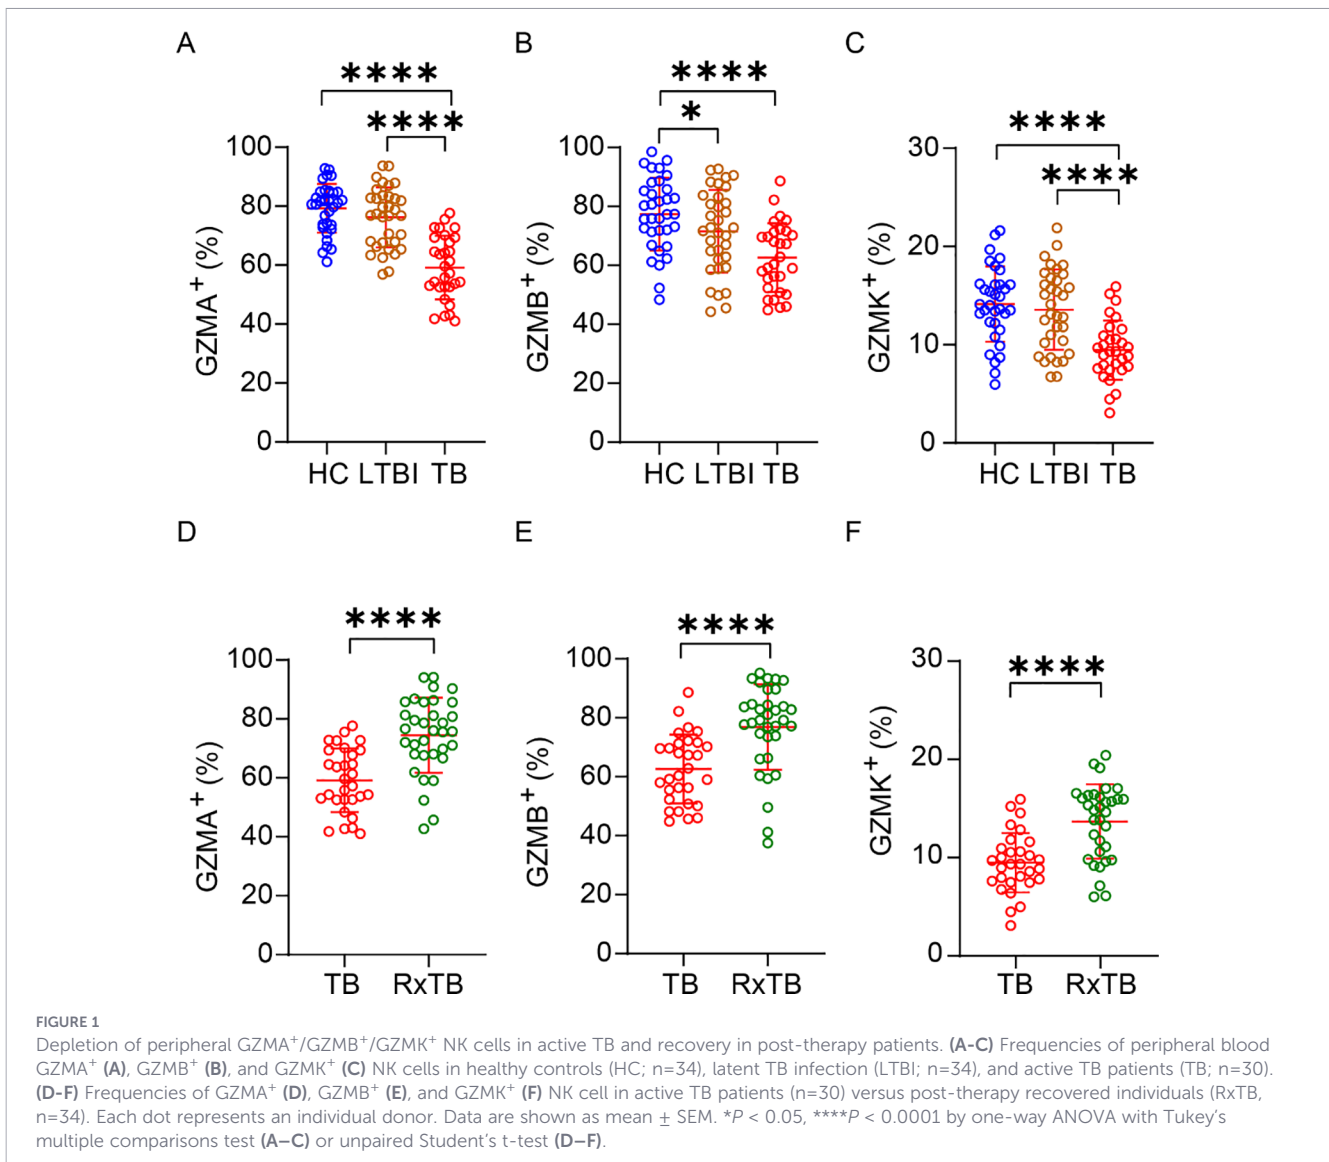 A
B
C
****
****
GZMA+ (%)
100
80
60
40
20
0
HC LTBI TB
****
*
GZMB+ (%)
100
80
60
40
20
0
HC LTBI TB
****
****
GZMK+ (%)
30
20
10
0
HC LTBI TB
D
E
F
****
GZMA+ (%)
100
80
60
40
20
0
TB RxTB
****
GZMB+ (%)
100
80
60
40
20
0
TB RxTB
****
GZMK+ (%)
30
20
10
0
TB RxTB
FIGURE 1
Depletion of peripheral GZMA+/GZMB+/GZMK+ NK cells in active TB and recovery in post-therapy patients. (A-C) Frequencies of peripheral blood
GZMA+ (A), GZMB+ (B), and GZMK+ (C) NK cells in healthy controls (HC; n=34), latent TB infection (LTBI; n=34), and active TB patients (TB; n=30).
(D-F) Frequencies of GZMA+ (D), GZMB+ (E), and GZMK+ (F) NK cell in active TB patients (n=30) versus post-therapy recovered individuals (RxTB,
n=34). Each dot represents an individual donor. Data are shown as mean ± SEM. *P < 0.05, ****P < 0.0001 by one-way ANOVA with Tukey's
multiple comparisons test (A–C) or unpaired Student's t-test (D–F).